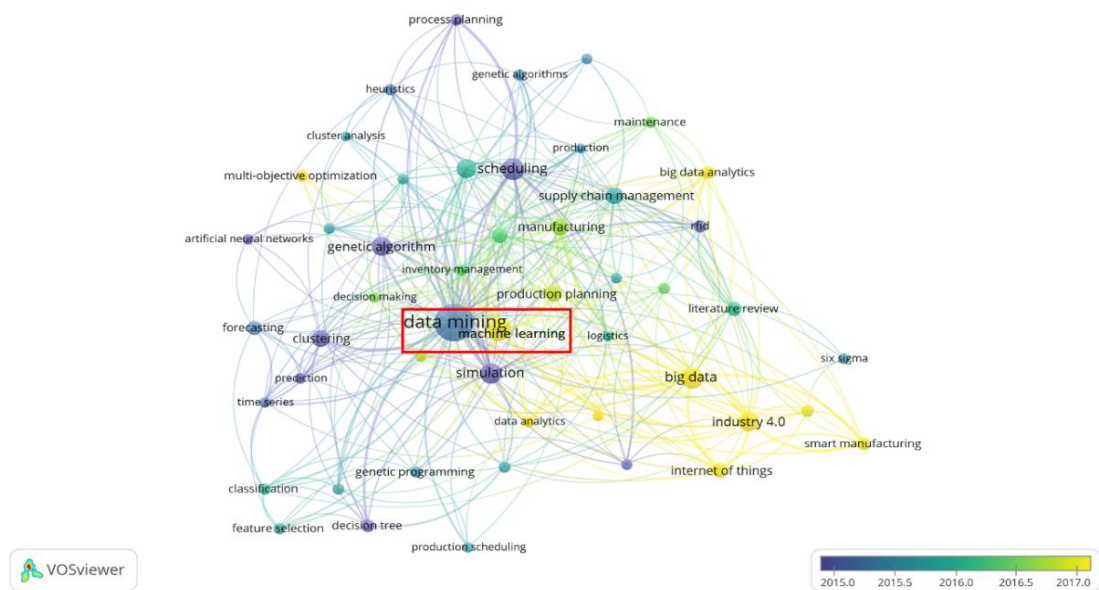 process planning
genetic algorithms
heuristics
maintenance
cluster analysis
production
scheduling
multi-objective optimization
big data analytics
supply chain management
manufacturing
rfid
artificial neural networks
genetic algorithm
inventory management
decision making
production planning
literature review
data mining
machine learning
forecasting
clustering
logistics
six sigma
simulation
prediction
big data
time series
data analytics
industry 4.0
smart manufacturing
genetic programming
internet of things
classification
feature selection
decision tree
production scheduling
VOSviewer
2015.0 2015.5 2016.0 2016.5 2017.0